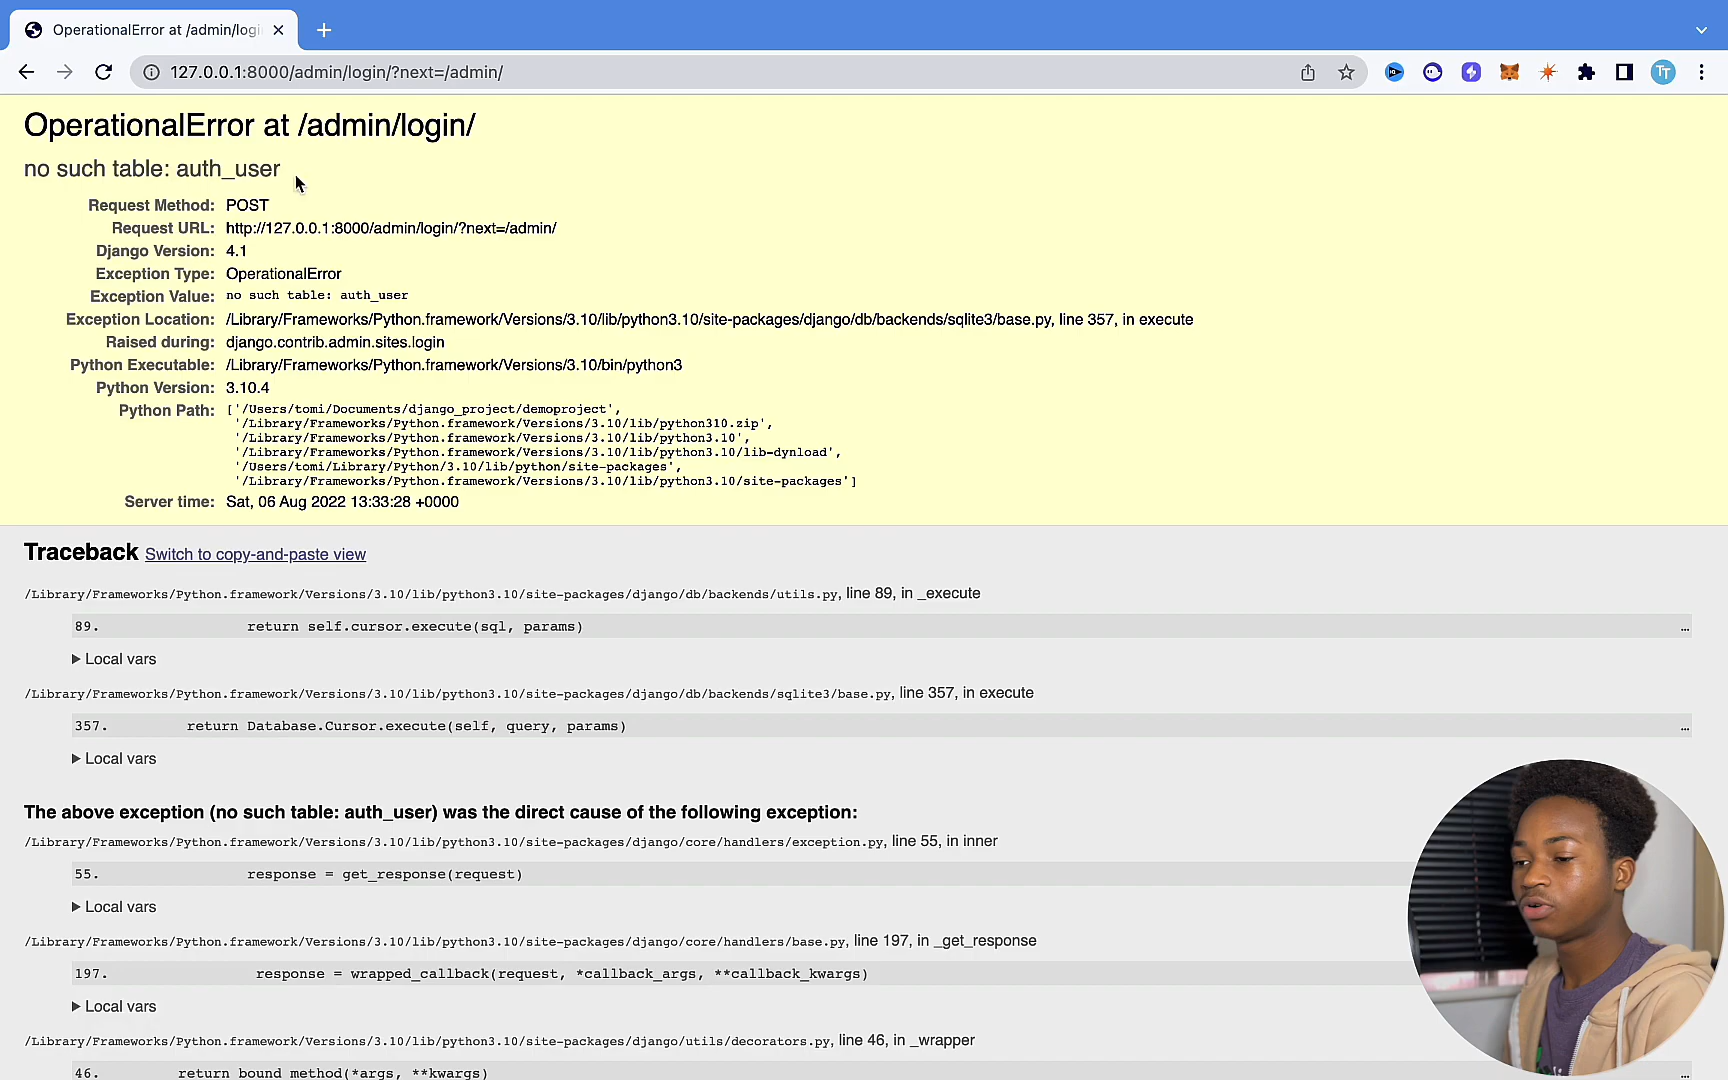 OperationalError at /admin/logi
127.0.0.1:8000/admin/login/?next=/admin/
TT
OperationalError at /admin/login/
no such table: auth_user
Request Method: POST
Request URL: http://127.0.0.1:8000/admin/login/?next=/admin/
Django Version: 4.1
Exception Type: OperationalError
Exception Value: no such table: auth_user
Exception Location: /Library/Frameworks/Python.framework/Versions/3.10/lib/python3.10/site-packages/django/db/backends/sqlite3/base.py, line 357, in execute
Raised during: django.contrib.admin.sites.login
Python Executable: /Library/Frameworks/Python.framework/Versions/3.10/bin/python3
Python Version: 3.10.4
Python Path: ['/Users/tomi/Documents/django_project/demoproject',
'/Library/Frameworks/Python.framework/Versions/3.10/lib/python310.zip',
'/Library/Frameworks/Python.framework/Versions/3.10/lib/python3.10',
'/Library/Frameworks/Python.framework/Versions/3.10/lib/python3.10/lib-dynload',
'/Users/tomi/Library/Python/3.10/lib/python/site-packages',
'/Library/Frameworks/Python.framework/Versions/3.10/lib/python3.10/site-packages']
Server time: Sat, 06 Aug 2022 13:33:28 +0000
Traceback Switch to copy-and-paste view
/Library/Frameworks/Python.framework/Versions/3.10/lib/python3.10/site-packages/django/db/backends/utils.py, line 89, in _execute
89. return self.cursor.execute(sql, params) …
▶ Local vars
/Library/Frameworks/Python.framework/Versions/3.10/lib/python3.10/site-packages/django/db/backends/sqlite3/base.py, line 357, in execute
357. return Database.Cursor.execute(self, query, params) …
▶ Local vars
The above exception (no such table: auth_user) was the direct cause of the following exception:
/Library/Frameworks/Python.framework/Versions/3.10/lib/python3.10/site-packages/django/core/handlers/exception.py, line 55, in inner
55. response = get_response(request)
▶ Local vars
/Library/Frameworks/Python.framework/Versions/3.10/lib/python3.10/site-packages/django/core/handlers/base.py, line 197, in _get_response
197. response = wrapped_callback(request, *callback_args, **callback_kwargs)
▶ Local vars
/Library/Frameworks/Python.framework/Versions/3.10/lib/python3.10/site-packages/django/utils/decorators.py, line 46, in _wrapper
46. return bound_method(*args, **kwargs) …